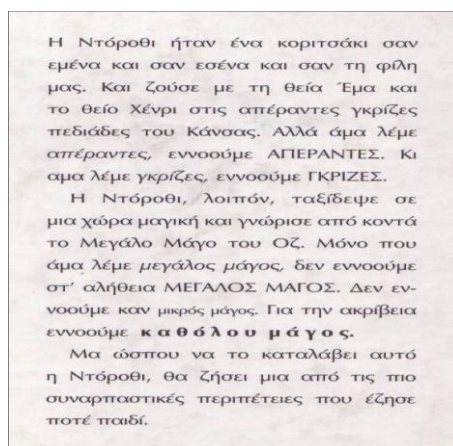 Η Ντόροθι ήταν ένα κοριτσάκι σαν
εμένα και σαν εσένα και σαν τη φίλη
μας. Και ζούσε με τη θεία Έμα και
το θείο Χένρι στις απέραντες γκρίζες
πεδιάδες του Κάνσας. Αλλά άμα λέμε
απέραντες, εννοούμε ΑΠΕΡΑΝΤΕΣ. Κι
αμα λέμε γκρίζες, εννοούμε ΓΚΡΙΖΕΣ.
Η Ντόροθι, λοιπόν, ταξίδεψε σε
μια χώρα μαγική και γνώρισε από κοντά
το Μεγάλο Μάγο του Οζ. Μόνο που
άμα λέμε μεγάλος μάγος, δεν εννοούμε
στ' αλήθεια ΜΕΓΑΛΟΣ ΜΑΓΟΣ. Δεν εν-
νοούμε καν μικρός μάγος. Για την ακρίβεια
εννοούμε καθόλου μάγος.
Μα ώσπου να το καταλάβει αυτό
η Ντόροθι, θα ζήσει μια από τις πιο
συναρπαστικές περιπέτειες που έζησε
ποτέ παιδί.